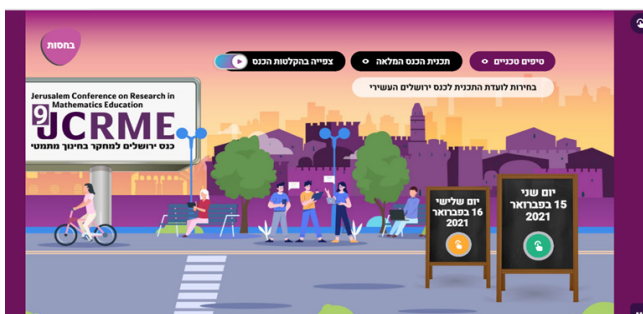 בחסות
טיפים טכניים
תכנית הכנס המלאה
צפייה בהקלטות הכנס
בחירות לועדת התכנית לכנס ירושלים העשירי
Jerusalem Conference on Research in
Mathematics Education
9 JCRME
כנס ירושלים למחקר בחינוך מתמטי
יום שני
15 בפברואר
2021
יום שלישי
16 בפברואר
2021